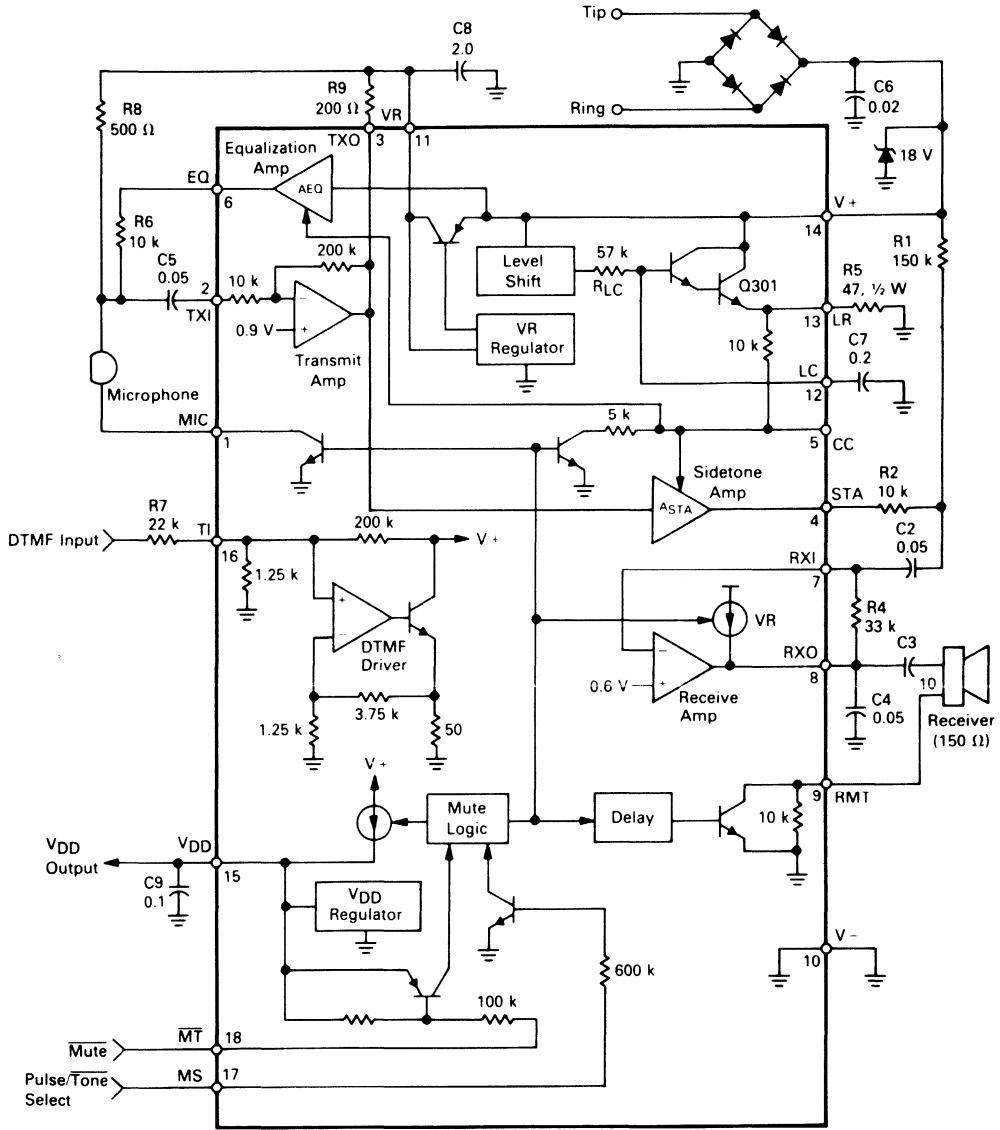 Tip
C8
2.0
R9
200 Ω
VR
R8
500 Ω
C6
0.02
Ring
TXO
3
11
18 V
Equalization
Amp
EQ
6
AEQ
V+
14
R6
10 k
C5
0.05
200 k
Level
Shift
57 k
RLC
Q301
R1
150 k
R5
47, ½ W
2
TXI
10 k
−
+
0.9 V
Transmit
Amp
VR
Regulator
13
LR
10 k
C7
0.2
LC
12
Microphone
MIC
1
5 k
5
CC
Sidetone
Amp
ASTA
STA
4
R2
10 k
R7
22 k
DTMF Input
TI
16
200 k
V+
1.25 k
+
−
DTMF
Driver
C2
0.05
RXI
7
VR
R4
33 k
RXO
8
C3
10
−
+
0.6 V
Receive
Amp
C4
0.05
Receiver
(150 Ω)
3.75 k
1.25 k
50
V+
Mute
Logic
Delay
10 k
9
RMT
VDD
Output
VDD
15
C9
0.1
VDD
Regulator
600 k
V−
10
100 k
M̅T̅
18
M̅u̅t̅e̅
Pulse/T̅o̅n̅e̅
Select
MS
17